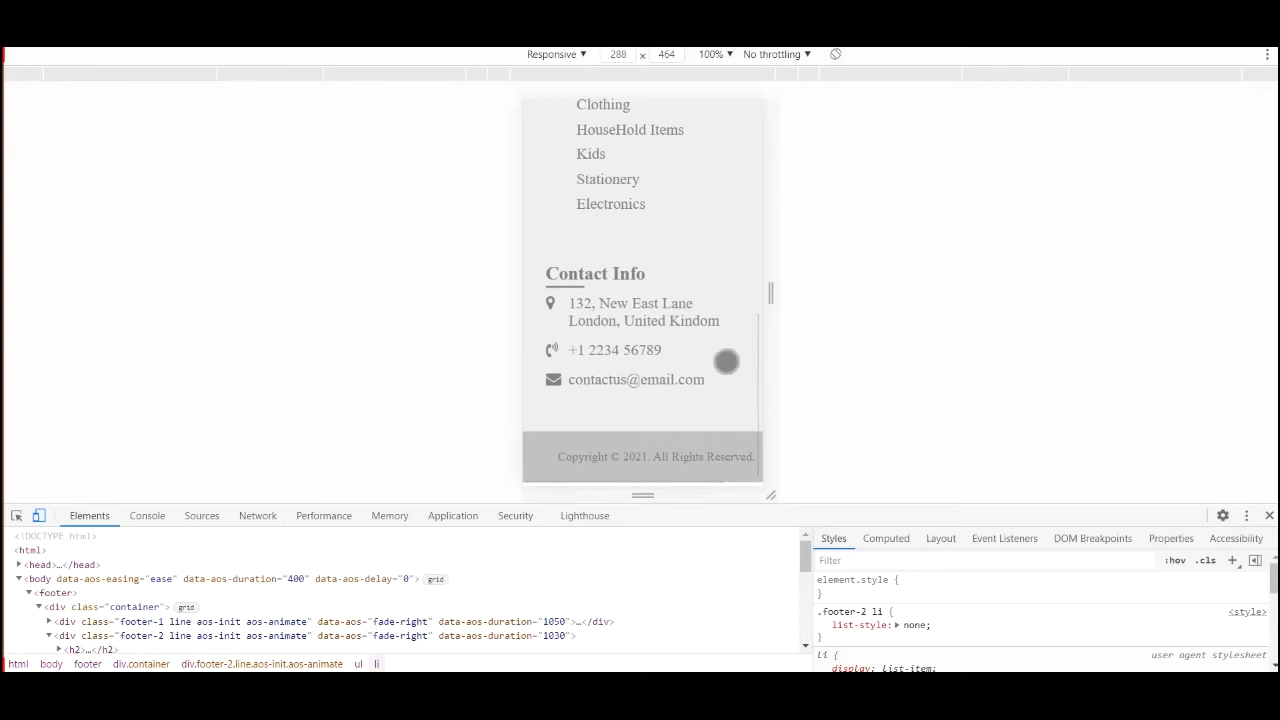 Responsive 288 × 464 100% No throttling
Clothing
HouseHold Items
Kids
Stationery
Electronics
Contact Info
132, New East Lane
London, United Kindom
+1 2234 56789
contactus@email.com
Copyright © 2021. All Rights Reserved.
Elements Console Sources Network Performance Memory Application Security Lighthouse
<!DOCTYPE html>
<html>
<head>…</head>
<body data-aos-easing="ease" data-aos-duration="400" data-aos-delay="0"> grid
<footer>
<div class="container"> grid
<div class="footer-1 line aos-init aos-animate" data-aos="fade-right" data-aos-duration="1050">…</div>
<div class="footer-2 line aos-init aos-animate" data-aos="fade-right" data-aos-duration="1030">
<h2>…</h2>
html body footer div.container div.footer-2.line.aos-init.aos-animate ul li
Styles Computed Layout Event Listeners DOM Breakpoints Properties Accessibility
Filter :hov .cls
element.style {
}
.footer-2 li { <style>
list-style: none;
}
li { user agent stylesheet
display: list-item;